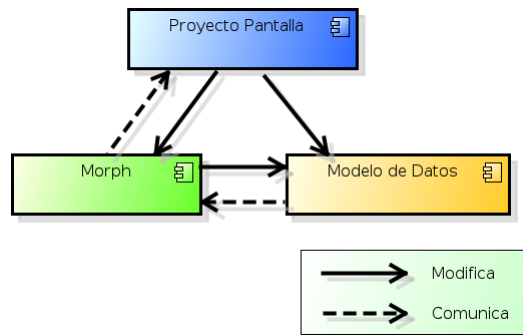 Proyecto Pantalla
Morph
Modelo de Datos
Modifica
Comunica